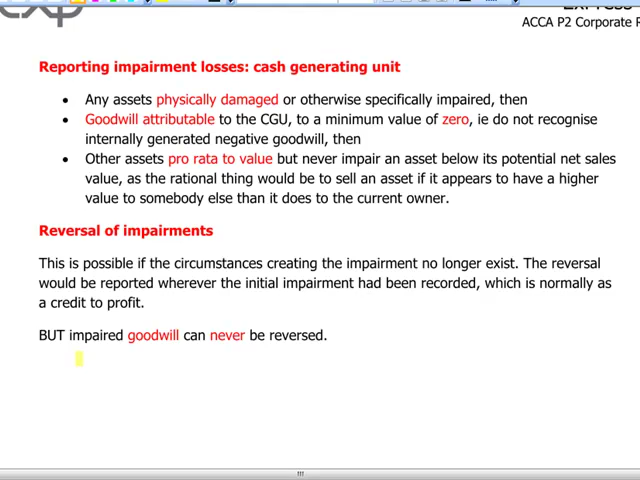 ACCA P2 Corporate
Reporting impairment losses: cash generating unit
• Any assets physically damaged or otherwise specifically impaired, then
• Goodwill attributable to the CGU, to a minimum value of zero, ie do not recognise
internally generated negative goodwill, then
• Other assets pro rata to value but never impair an asset below its potential net sales
value, as the rational thing would be to sell an asset if it appears to have a higher
value to somebody else than it does to the current owner.
Reversal of impairments
This is possible if the circumstances creating the impairment no longer exist. The reversal
would be reported wherever the initial impairment had been recorded, which is normally as
a credit to profit.
BUT impaired goodwill can never be reversed.